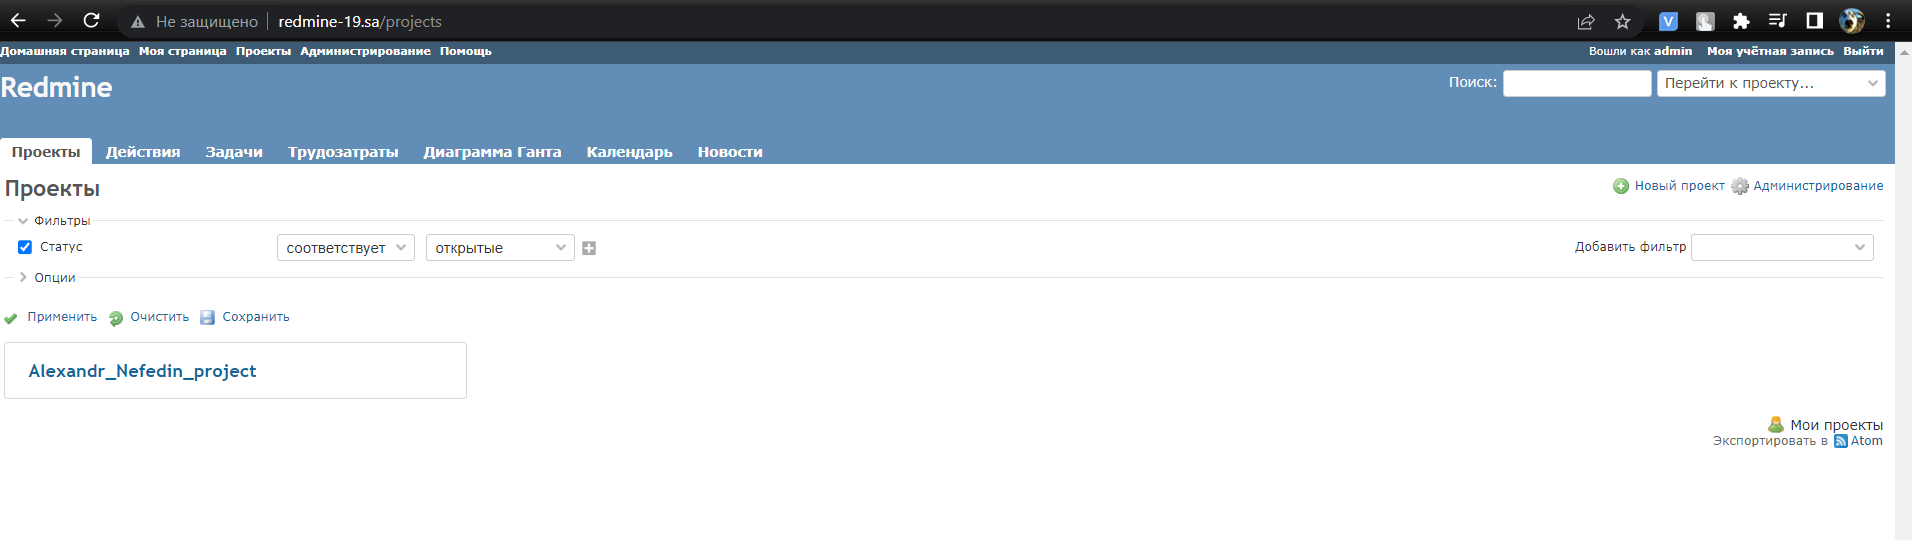 Не защищено redmine-19.sa/projects
Домашняя страница Моя страница Проекты Администрирование Помощь Вошли как admin Моя учётная запись Выйти
Redmine Поиск: Перейти к проекту...
Проекты Действия Задачи Трудозатраты Диаграмма Ганта Календарь Новости
Проекты Новый проект Администрирование
Фильтры
Статус соответствует открытые Добавить фильтр
Опции
Применить Очистить Сохранить
Alexandr_Nefedin_project
Мои проекты
Экспортировать в Atom